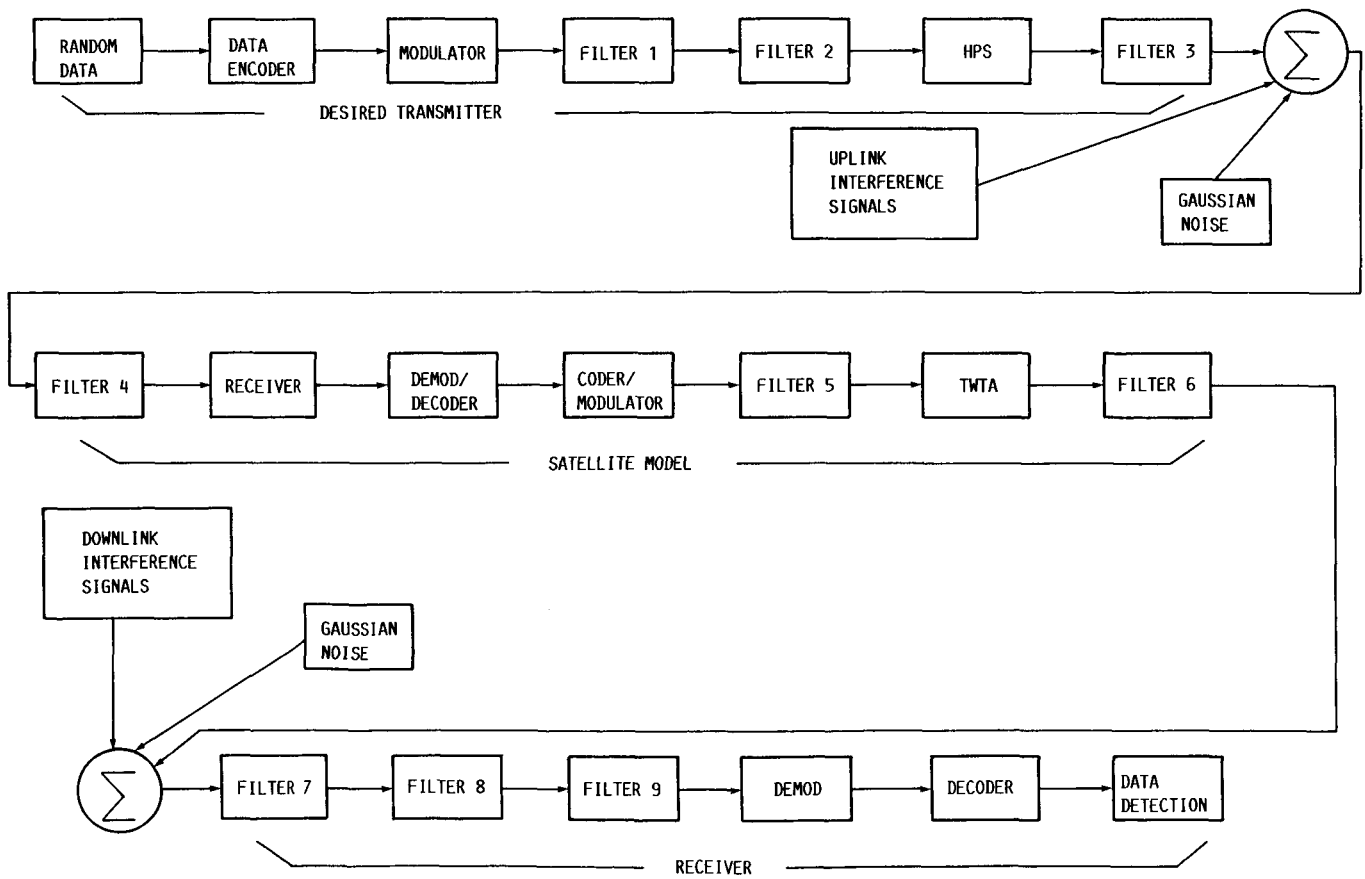 RANDOM
DATA
DATA
ENCODER
MODULATOR
FILTER 1
FILTER 2
HPS
FILTER 3
Σ
DESIRED TRANSMITTER
UPLINK
INTERFERENCE
SIGNALS
GAUSSIAN
NOISE
FILTER 4
RECEIVER
DEMOD/
DECODER
CODER/
MODULATOR
FILTER 5
TWTA
FILTER 6
SATELLITE MODEL
DOWNLINK
INTERFERENCE
SIGNALS
GAUSSIAN
NOISE
Σ
FILTER 7
FILTER 8
FILTER 9
DEMOD
DECODER
DATA
DETECTION
RECEIVER